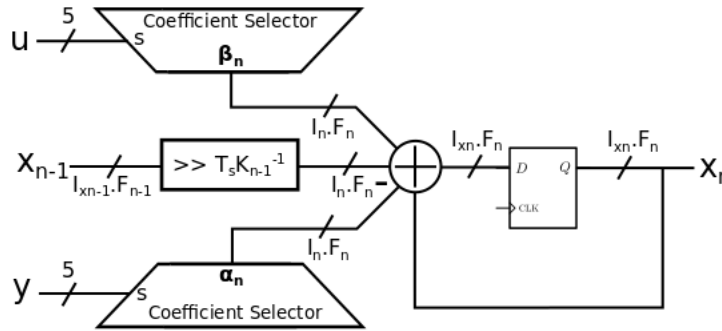 5
Coefficient Selector
u
s
βₙ
Iₙ.Fₙ
Iₓₙ.Fₙ
Iₓₙ.Fₙ
xₙ₋₁
>> TₛKₙ₋₁⁻¹
D
Q
xₙ
Iₓₙ₋₁.Fₙ₋₁
Iₙ.Fₙ
-
CLK
Iₙ.Fₙ
5
αₙ
y
s
Coefficient Selector